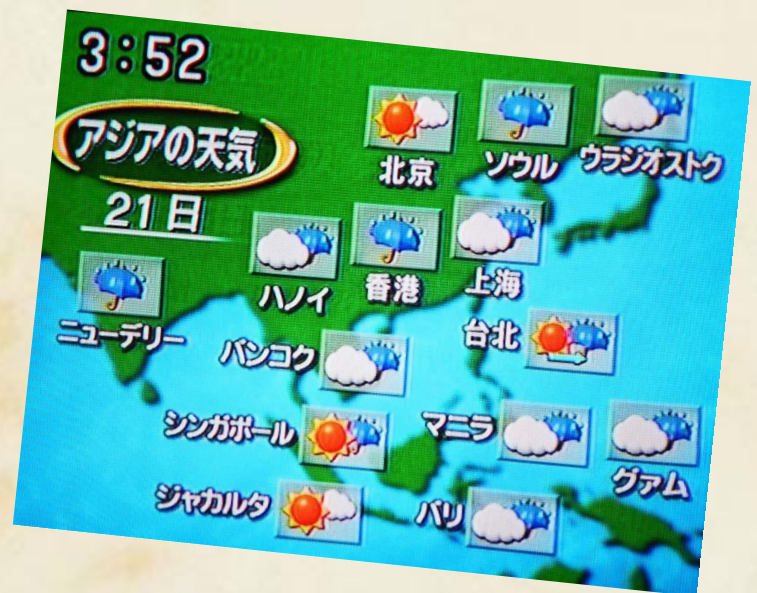 3:52
アジアの天気
21日
北京
ソウル
ウラジオストク
ハノイ
香港
上海
ニューデリー
バンコク
台北
シンガポール
マニラ
グァム
ジャカルタ
バリ